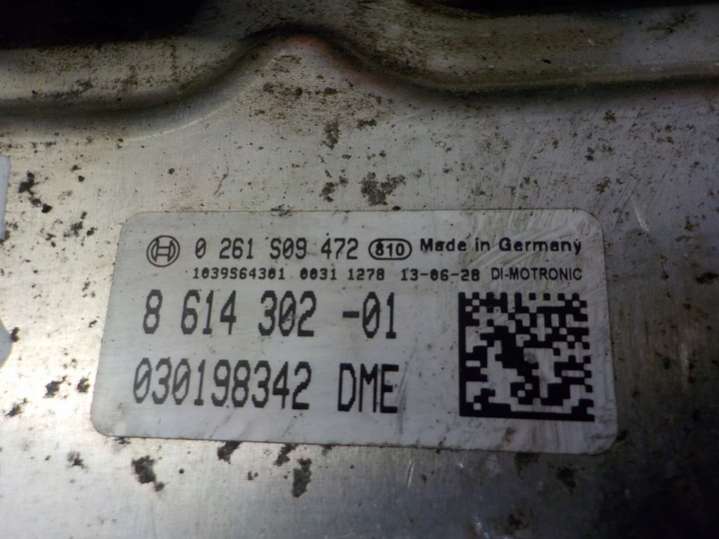 0 261 S09 472 810 Made in Germany
1039S64301 0031 1278 13-06-28 DI-MOTRONIC
8 614 302 -01
030198342 DME